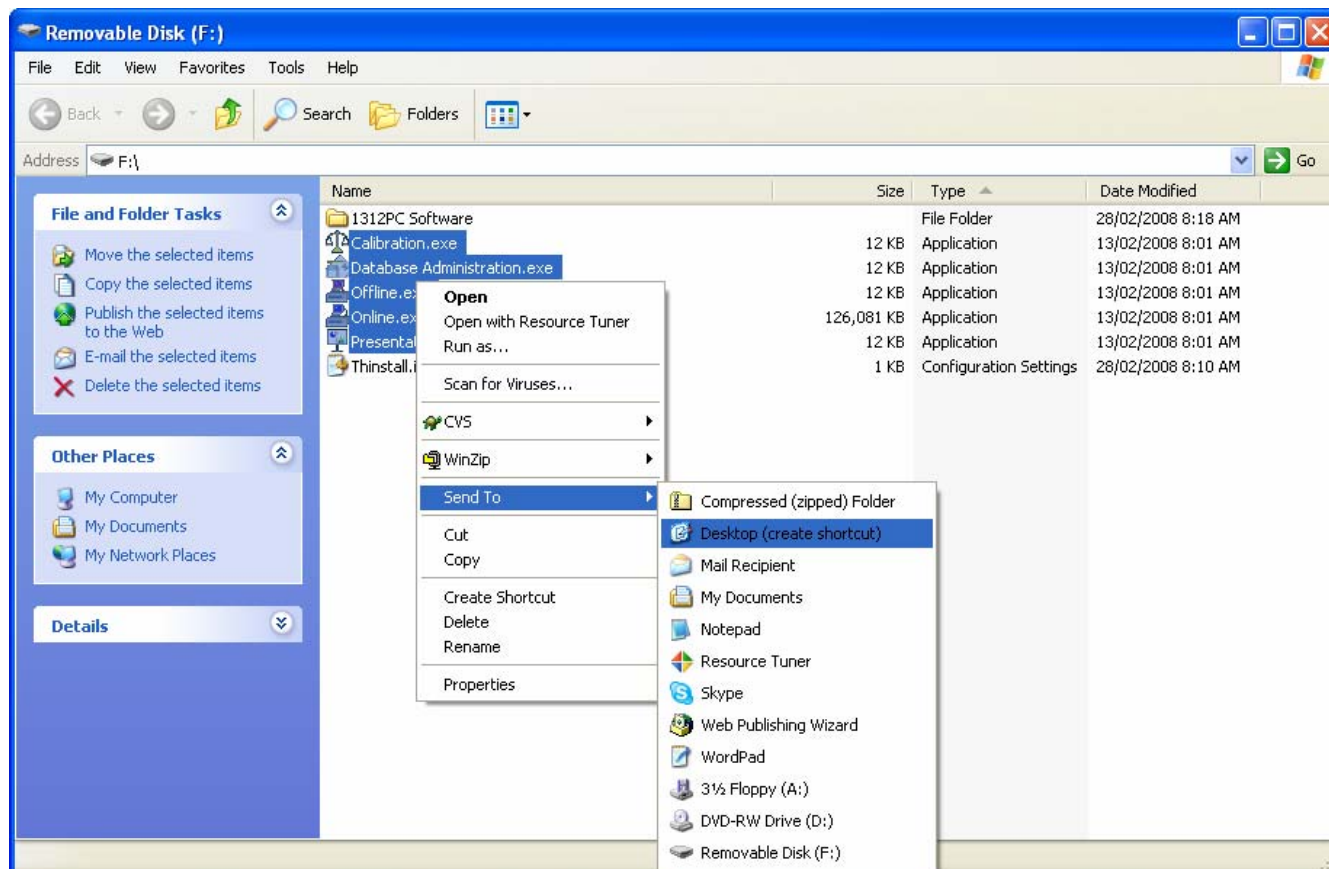 Removable Disk (F:)
File Edit View Favorites Tools Help
Back Search Folders
Address F:\ Go
Name Size Type Date Modified
File and Folder Tasks
Move the selected items
Copy the selected items
Publish the selected items
to the Web
E-mail the selected items
Delete the selected items
Other Places
My Computer
My Documents
My Network Places
Details
1312PC Software File Folder 28/02/2008 8:18 AM
Calibration.exe 12 KB Application 13/02/2008 8:01 AM
Database Administration.exe 12 KB Application 13/02/2008 8:01 AM
Offline.ex 12 KB Application 13/02/2008 8:01 AM
Online.ex 126,081 KB Application 13/02/2008 8:01 AM
Presentat 12 KB Application 13/02/2008 8:01 AM
Thinstall.i 1 KB Configuration Settings 28/02/2008 8:10 AM
Open
Open with Resource Tuner
Run as...
Scan for Viruses...
CVS
WinZip
Send To
Cut
Copy
Create Shortcut
Delete
Rename
Properties
Compressed (zipped) Folder
Desktop (create shortcut)
Mail Recipient
My Documents
Notepad
Resource Tuner
Skype
Web Publishing Wizard
WordPad
3½ Floppy (A:)
DVD-RW Drive (D:)
Removable Disk (F:)